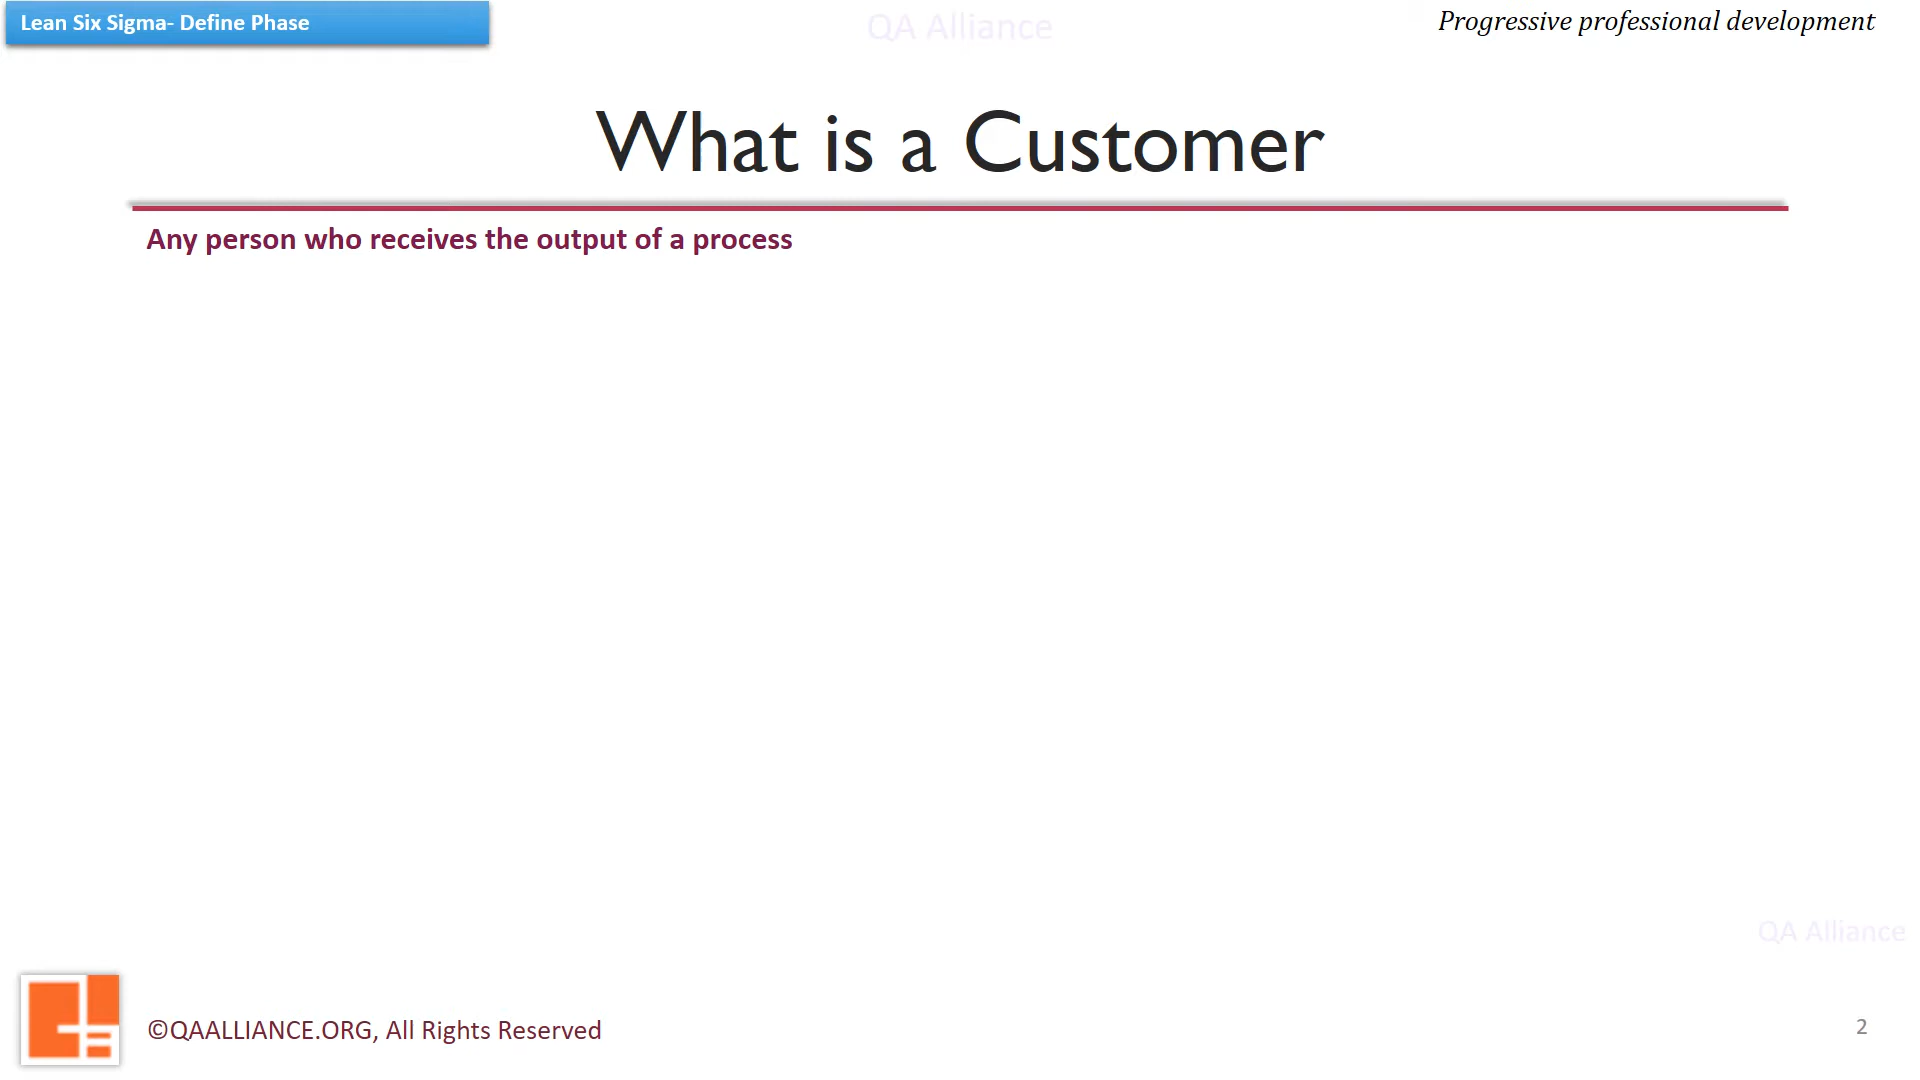 Lean Six Sigma- Define Phase
QA Alliance
Progressive professional development
What is a Customer
Any person who receives the output of a process
QA Alliance
©QAALLIANCE.ORG, All Rights Reserved
2